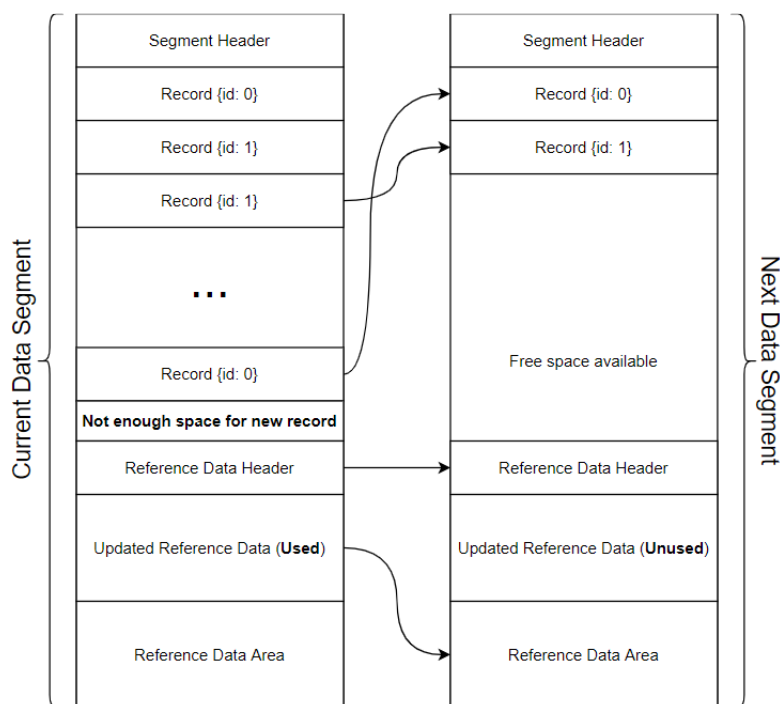 Current Data Segment
Segment Header
Record {id: 0}
Record {id: 1}
Record {id: 1}
...
Record {id: 0}
Not enough space for new record
Reference Data Header
Updated Reference Data (Used)
Reference Data Area
Segment Header
Record {id: 0}
Record {id: 1}
Free space available
Reference Data Header
Updated Reference Data (Unused)
Reference Data Area
Next Data Segment